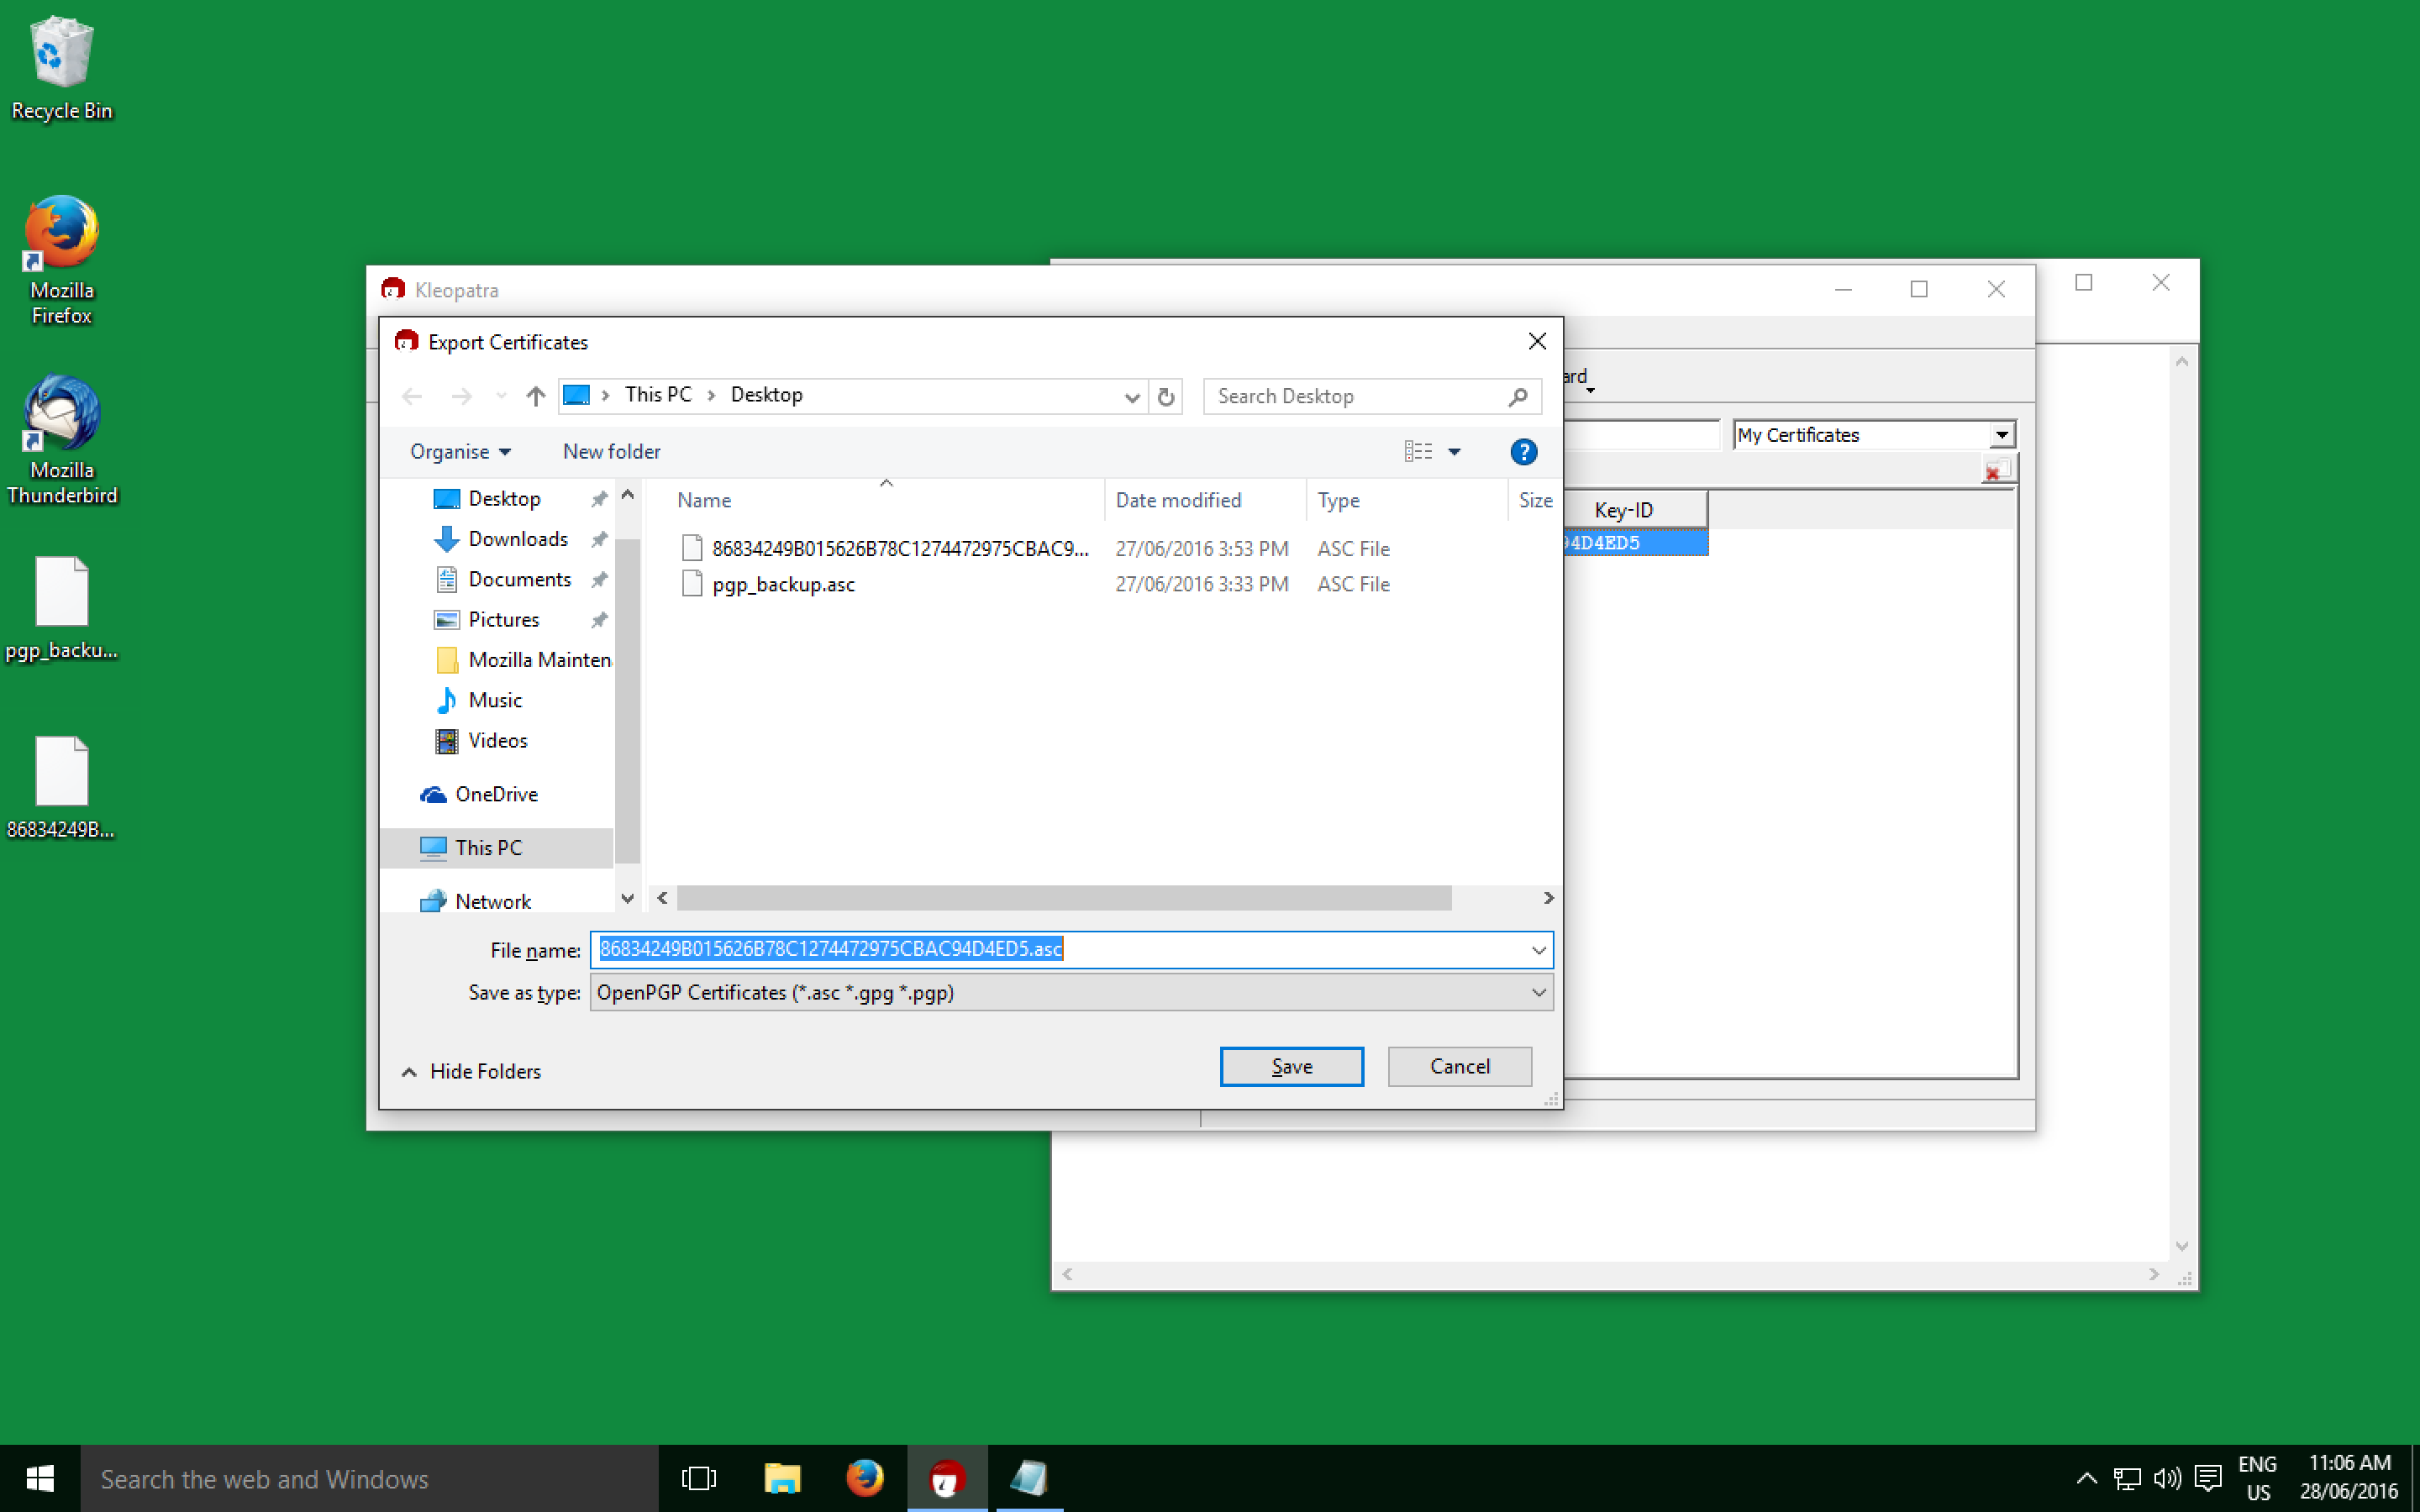 Recycle Bin
Mozilla
Firefox
Mozilla
Thunderbird
pgp_backu...
86834249B...
Kleopatra
Export Certificates
This PC
Desktop
Search Desktop
Organise
New folder
Desktop
Downloads
Documents
Pictures
Mozilla Mainten
Music
Videos
OneDrive
This PC
Network
Name
Date modified
Type
Size
86834249B015626B78C1274472975CBAC9... 27/06/2016 3:53 PM ASC File
pgp_backup.asc 27/06/2016 3:33 PM ASC File
File name: 86834249B015626B78C1274472975CBAC94D4ED5.asc
Save as type: OpenPGP Certificates (*.asc *.gpg *.pgp)
Hide Folders
Save
Cancel
ard
My Certificates
Key-ID
94D4ED5
Search the web and Windows
ENG
US
11:06 AM
28/06/2016